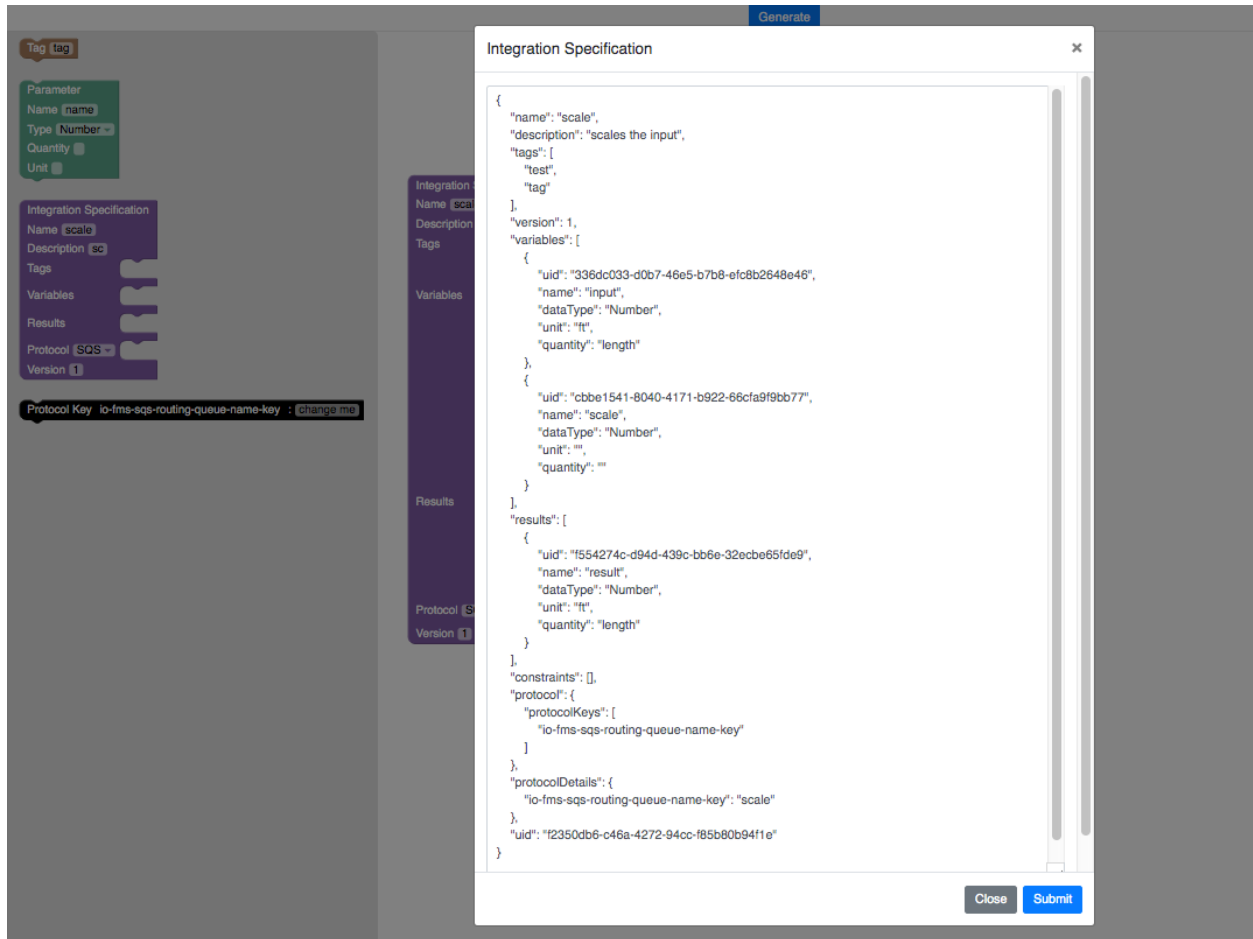 Generate
Tag tag
Parameter
Name name
Type Number
Quantity
Unit
Integration Specification
Name scale
Description sc
Tags
Variables
Results
Protocol SQS
Version 1
Protocol Key io-fms-sqs-routing-queue-name-key : change me
Integration
Name scal
Description
Tags
Variables
Results
Protocol S
Version 1
Integration Specification ×
{
"name": "scale",
"description": "scales the input",
"tags": [
"test",
"tag"
],
"version": 1,
"variables": [
{
"uid": "336dc033-d0b7-46e5-b7b8-efc8b2648e46",
"name": "input",
"dataType": "Number",
"unit": "ft",
"quantity": "length"
},
{
"uid": "cbbe1541-8040-4171-b922-66cfa9f9bb77",
"name": "scale",
"dataType": "Number",
"unit": "",
"quantity": ""
}
],
"results": [
{
"uid": "f554274c-d94d-439c-bb6e-32ecbe65fde9",
"name": "result",
"dataType": "Number",
"unit": "ft",
"quantity": "length"
}
],
"constraints": [],
"protocol": {
"protocolKeys": [
"io-fms-sqs-routing-queue-name-key"
]
},
"protocolDetails": {
"io-fms-sqs-routing-queue-name-key": "scale"
},
"uid": "f2350db6-c46a-4272-94cc-f85b80b94f1e"
}
Close Submit